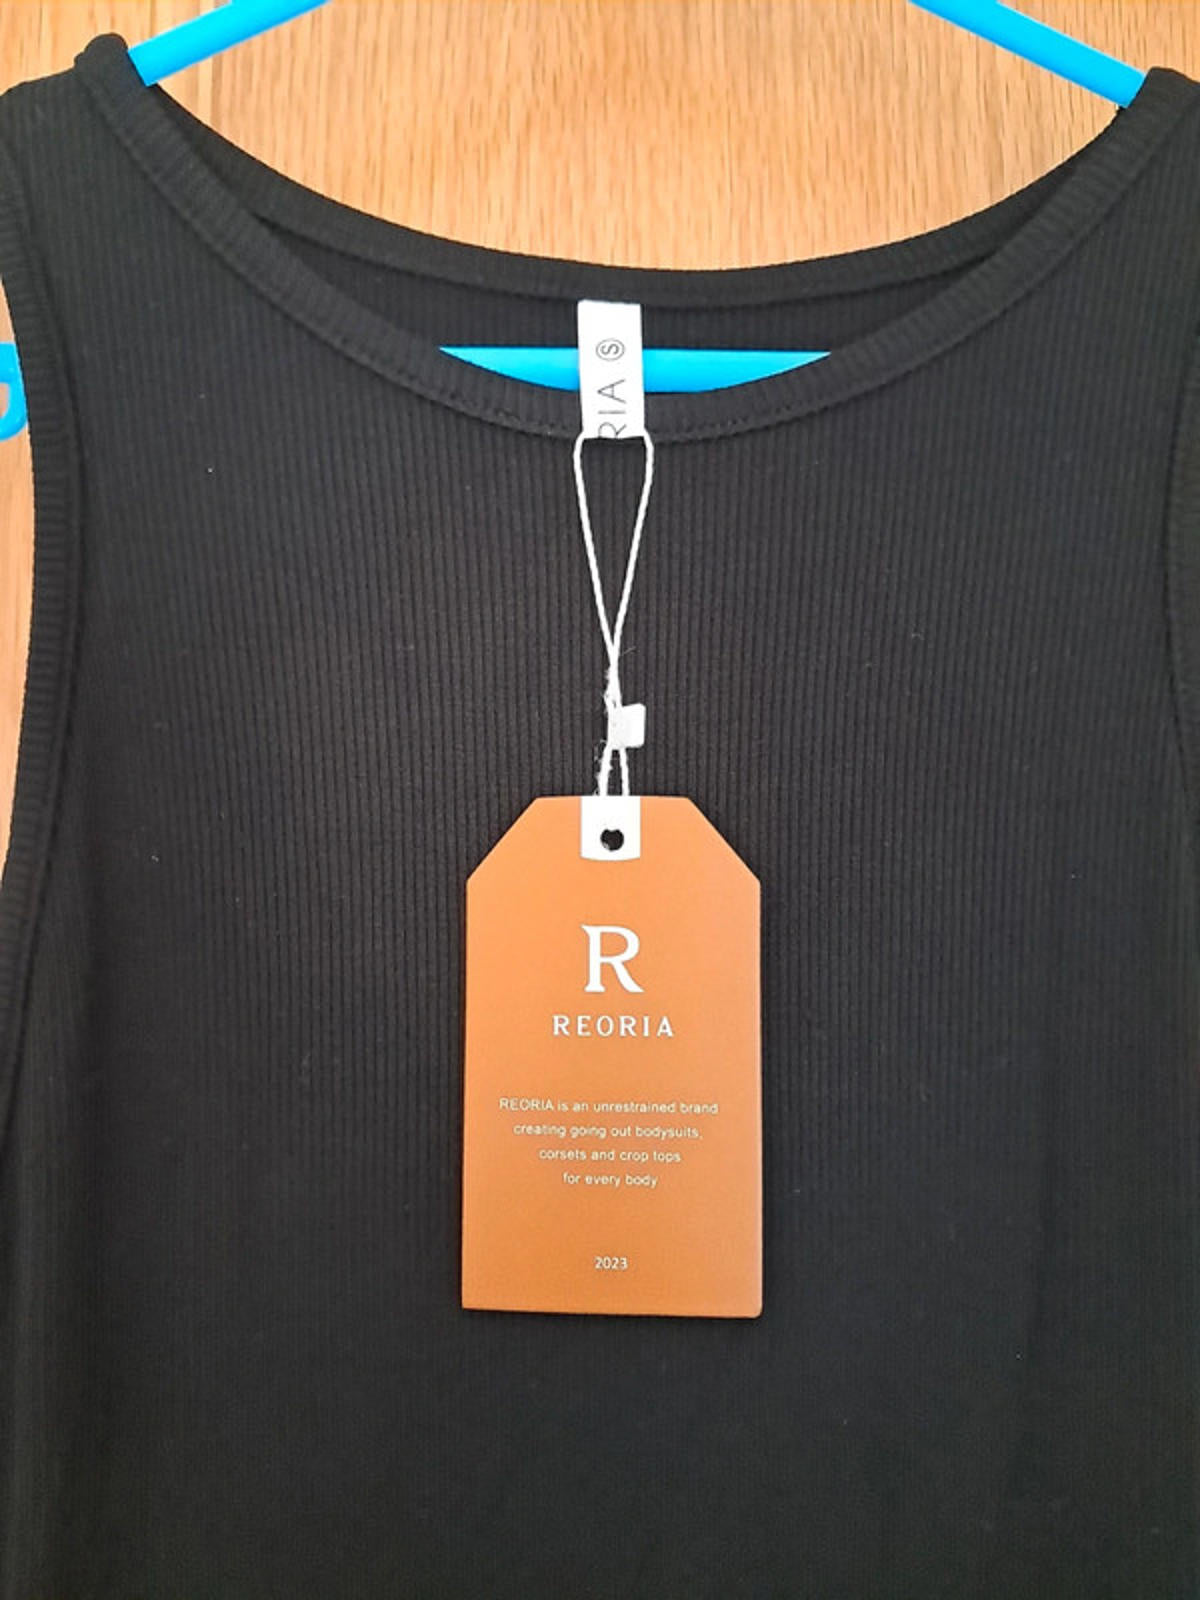 RIA Ⓢ
R
REORIA
REORIA is an unrestrained brand
creating going out bodysuits,
corsets and crop tops
for every body
2023